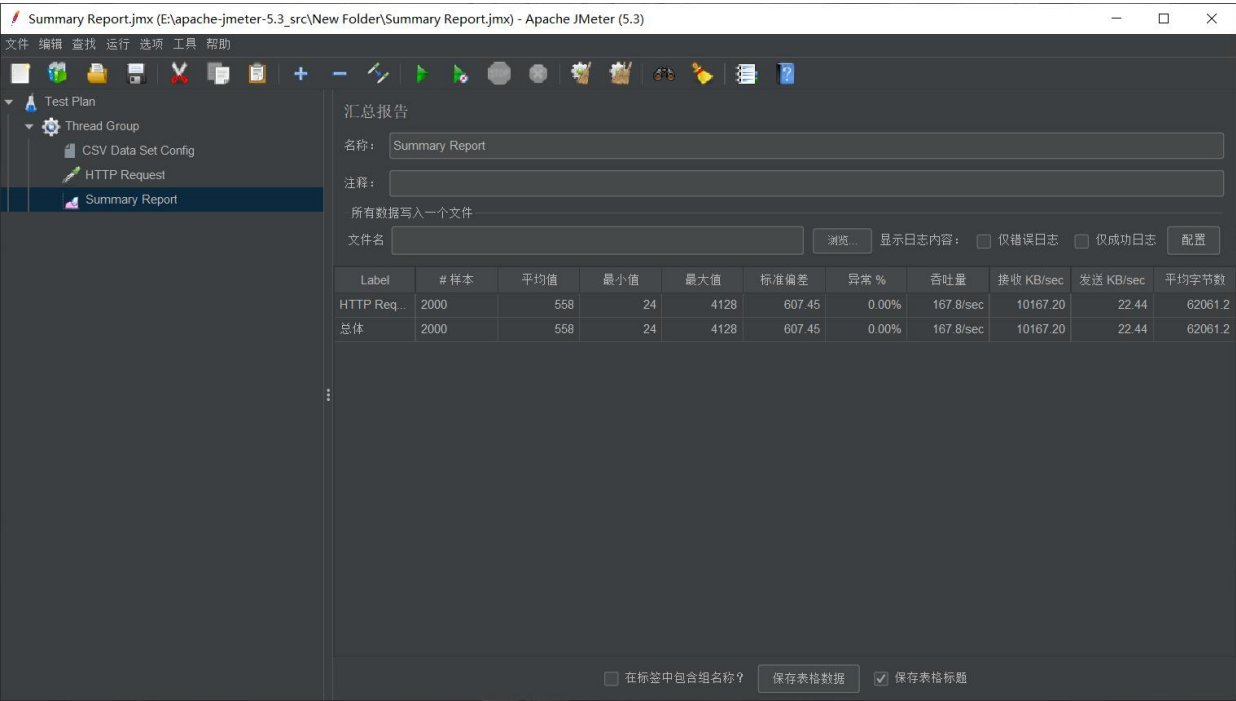 Summary Report.jmx (E:\apache-jmeter-5.3_src\New Folder\Summary Report.jmx) - Apache JMeter (5.3)
文件 编辑 查找 运行 选项 工具 帮助
STOP
Test Plan
Thread Group
CSV Data Set Config
HTTP Request
Summary Report
汇总报告
名称： Summary Report
注释：
所有数据写入一个文件
文件名 浏览... 显示日志内容： 仅错误日志 仅成功日志 配置
Label # 样本 平均值 最小值 最大值 标准偏差 异常 % 吞吐量 接收 KB/sec 发送 KB/sec 平均字节数
HTTP Req... 2000 558 24 4128 607.45 0.00% 167.8/sec 10167.20 22.44 62061.2
总体 2000 558 24 4128 607.45 0.00% 167.8/sec 10167.20 22.44 62061.2
在标签中包含组名称？ 保存表格数据 保存表格标题